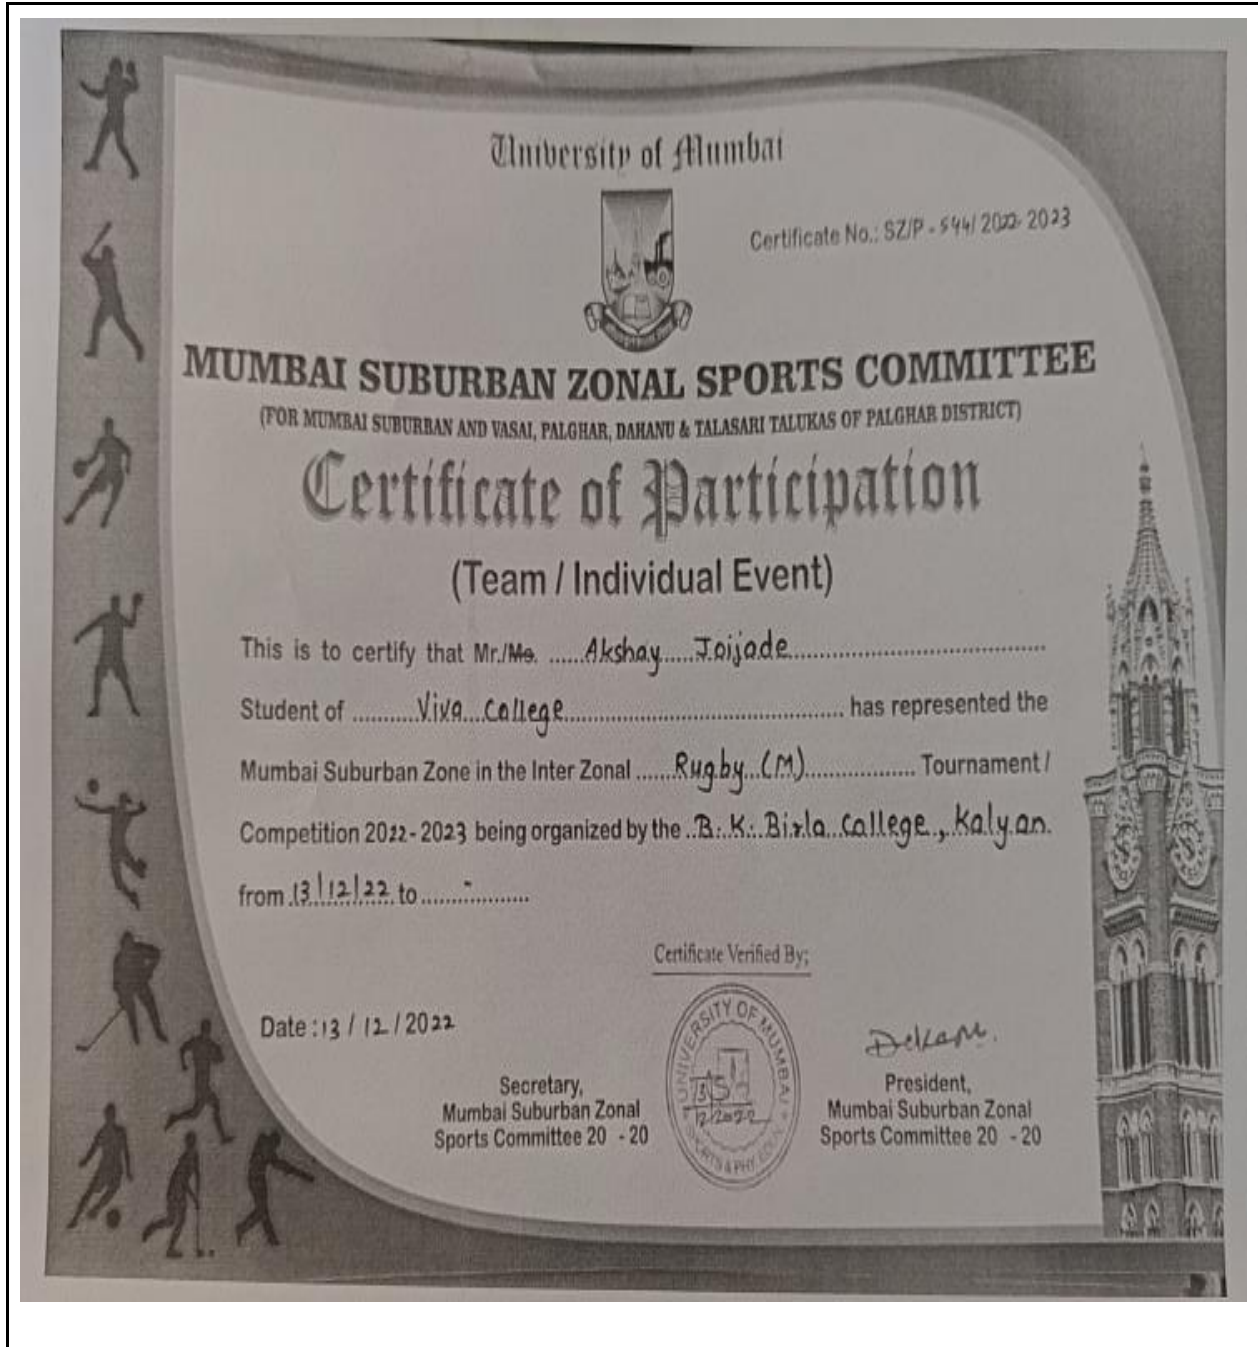 University of Mumbai
Certificate No.: SZ/P - 544/ 2022-2023
MUMBAI SUBURBAN ZONAL SPORTS COMMITTEE
(FOR MUMBAI SUBURBAN AND VASAI, PALGHAR, DAHANU & TALASARI TALUKAS OF PALGHAR DISTRICT)
Certificate of Participation
(Team / Individual Event)
This is to certify that Mr./Ms. ......Akshay......Joijode..........................................
Student of ..........Viva...College............................................. has represented the
Mumbai Suburban Zone in the Inter Zonal ......Rugby...(M)................ Tournament /
Competition 2022-2023 being organized by the ..B. K. Birla College, Kalyan.
from 13/12/22 to .......-.........
Certificate Verified By;
Date : 13 / 12 / 2022
UNIVERSITY OF MUMBAI
12/2022
Secretary,
Mumbai Suburban Zonal
Sports Committee 20 - 20
President,
Mumbai Suburban Zonal
Sports Committee 20 - 20